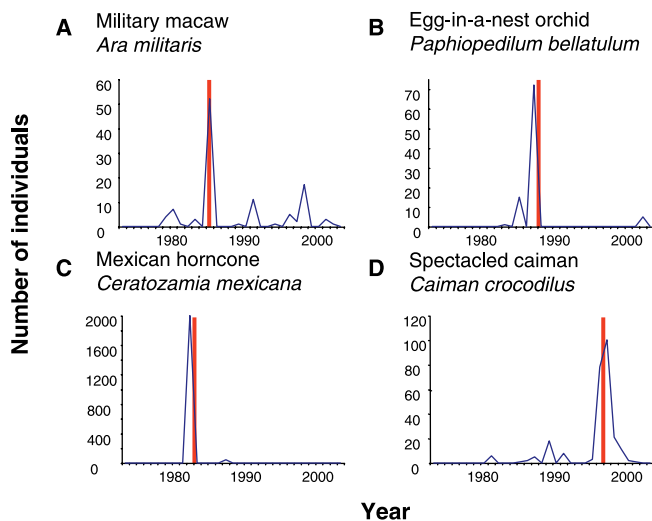 A
Military macaw
Ara militaris
B
Egg-in-a-nest orchid
Paphiopedilum bellatulum
Number of individuals
60
50
40
30
20
10
0
1980 1990 2000
70
60
50
40
30
20
10
0
1980 1990 2000
C
Mexican horncone
Ceratozamia mexicana
D
Spectacled caiman
Caiman crocodilus
2000
1600
1200
800
400
0
1980 1990 2000
120
100
80
60
40
20
0
1980 1990 2000
Year